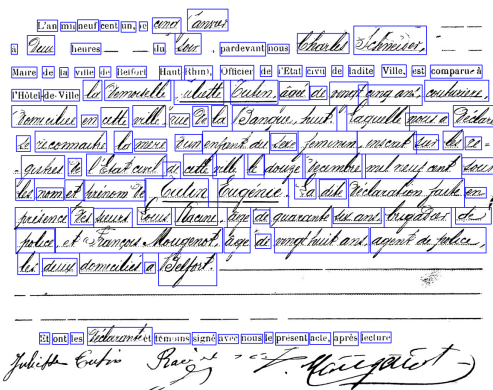 L'an mil neuf cent un, le cinq Janvier
à Deux heures du Soir, pardevant nous Charles Schmeser,
Maire de la ville de Belfort (Haut-Rhin), Officier de l'Etat civil de ladite Ville, est comparue à
l'Hôtel-de-Ville la Demoiselle Juliette Cutin, âgée de vingt cinq ans, couturière,
domiciliée en cette ville, rue de la Banque, huit. Laquelle nous a Déclaré
se reconnaître la mère d'un enfant du sexe féminin, inscrit sur les re-
gistres de l'Etat civil de cette ville, le douze Décembre mil neuf cent sous
les nom et prénom de Cutin Eugénie. La dite Déclaration faite en
présence des sieurs Racine, âgé de quarante six ans, brigadier de
police, et François Mougenot, âgé de vingt huit ans, agent de police,
les deux domiciliés à Belfort.
Et ont les Déclarante et témoins signé avec nous le présent acte, après lecture
Juliette Cutin Racine Mougenot